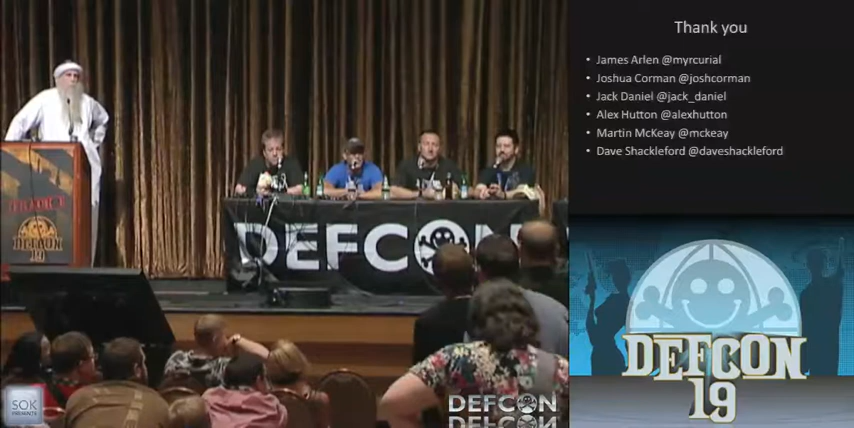 Thank you
• James Arlen @myrcurial
• Joshua Corman @joshcorman
• Jack Daniel @jack_daniel
• Alex Hutton @alexhutton
• Martin McKeay @mckeay
• Dave Shackleford @daveshackleford
DEFCON
19
DEFCON
DEFCON
19
SOK
DEFCON